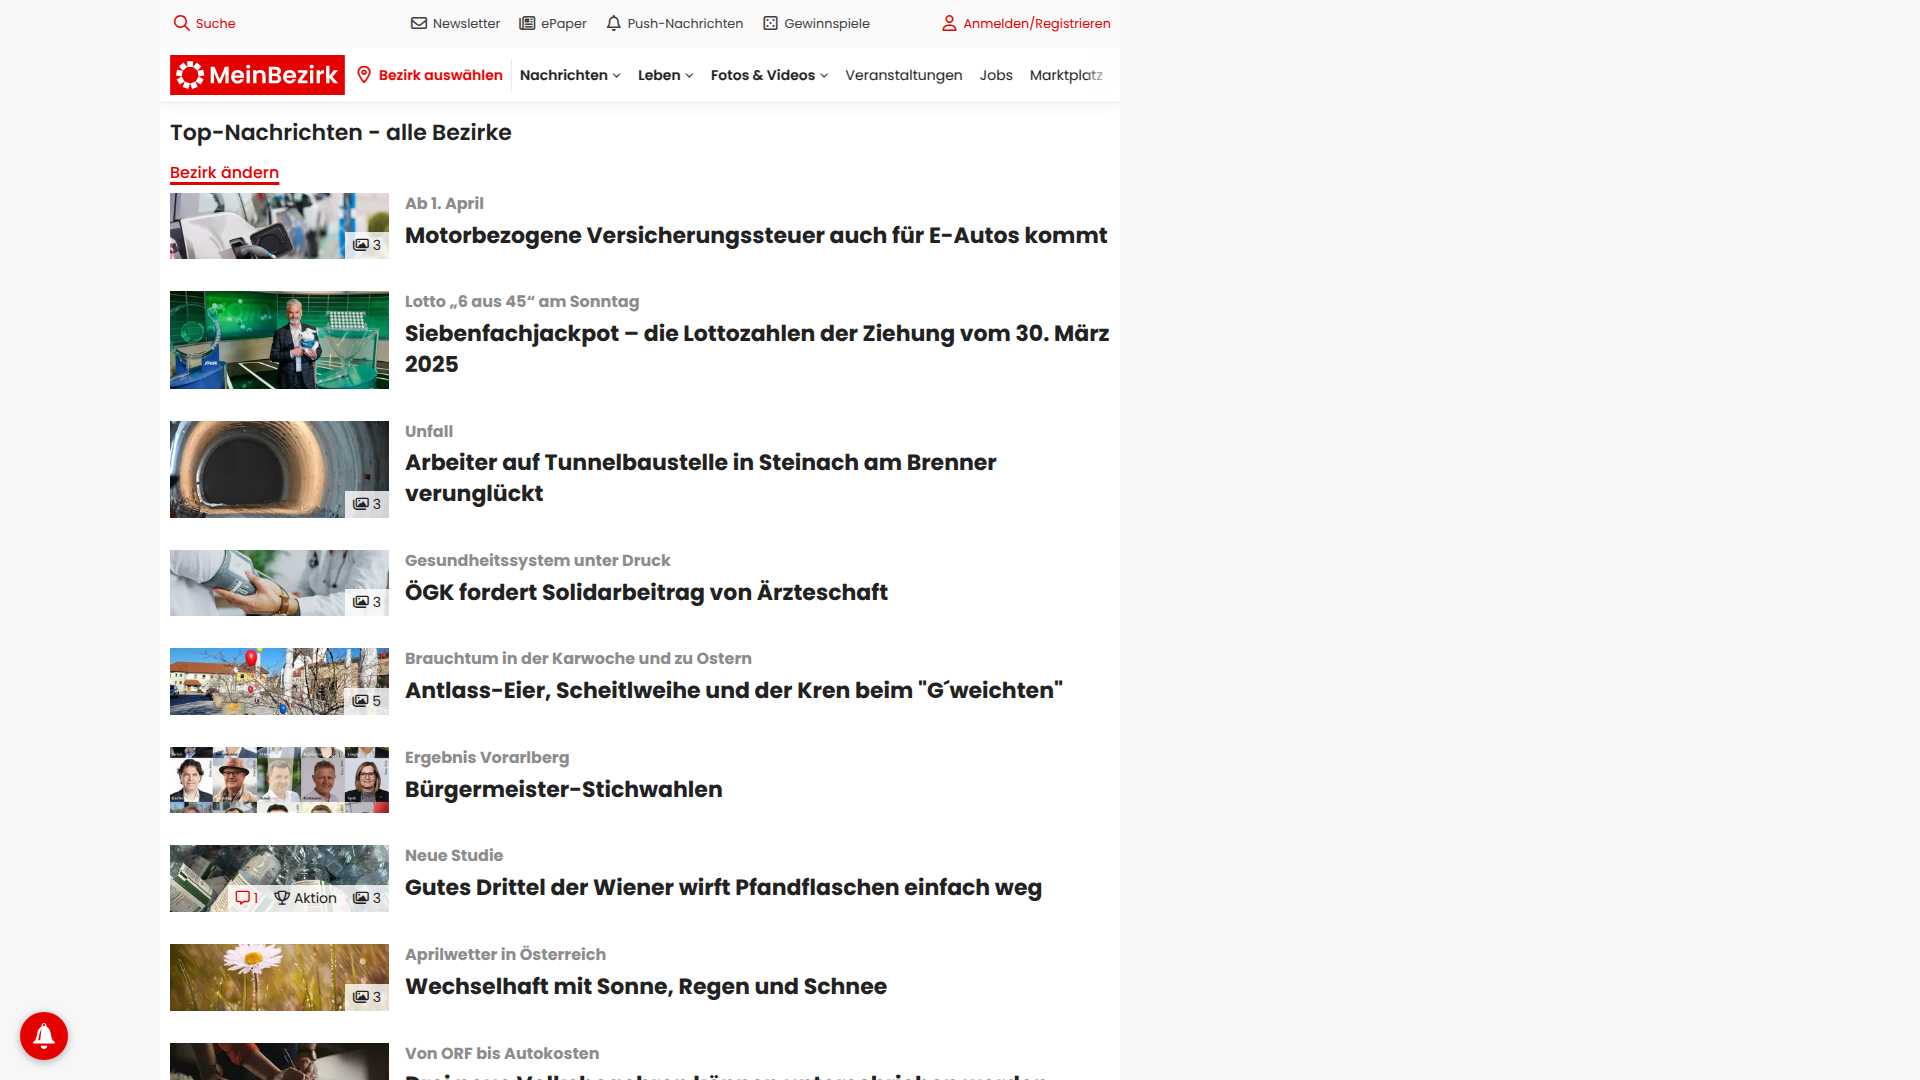 Suche
Newsletter
ePaper
Push-Nachrichten
Gewinnspiele
Anmelden/Registrieren
MeinBezirk
Bezirk auswählen
Nachrichten
Leben
Fotos & Videos
Veranstaltungen
Jobs
Marktplatz
Top-Nachrichten - alle Bezirke
Bezirk ändern
3
Ab 1. April
Motorbezogene Versicherungssteuer auch für E-Autos kommt
Lotto „6 aus 45“ am Sonntag
Siebenfachjackpot – die Lottozahlen der Ziehung vom 30. März
2025
3
Unfall
Arbeiter auf Tunnelbaustelle in Steinach am Brenner
verunglückt
3
Gesundheitssystem unter Druck
ÖGK fordert Solidarbeitrag von Ärzteschaft
5
Brauchtum in der Karwoche und zu Ostern
Antlass-Eier, Scheitlweihe und der Kren beim "G´weichten"
Ergebnis Vorarlberg
Bürgermeister-Stichwahlen
1 Aktion 3
Neue Studie
Gutes Drittel der Wiener wirft Pfandflaschen einfach weg
3
Aprilwetter in Österreich
Wechselhaft mit Sonne, Regen und Schnee
Von ORF bis Autokosten
Drei neue Volksbegehren können unterschrieben werden